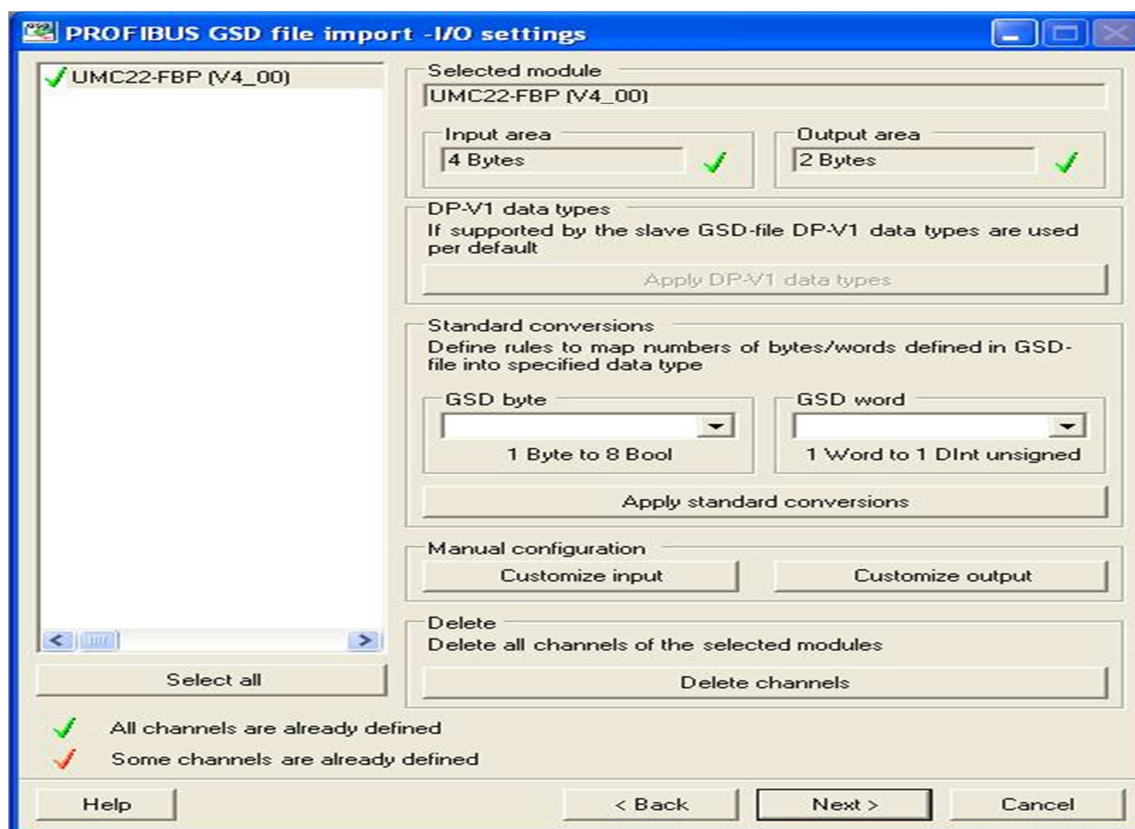 PROFIBUS GSD file import -I/O settings
UMC22-FBP (V4_00)
Selected module
UMC22-FBP (V4_00)
Input area
4 Bytes
Output area
2 Bytes
DP-V1 data types
If supported by the slave GSD-file DP-V1 data types are used
per default
Apply DP-V1 data types
Standard conversions
Define rules to map numbers of bytes/words defined in GSD-
file into specified data type
GSD byte
1 Byte to 8 Bool
GSD word
1 Word to 1 DInt unsigned
Apply standard conversions
Manual configuration
Customize input
Customize output
Delete
Delete all channels of the selected modules
Delete channels
Select all
All channels are already defined
Some channels are already defined
Help
< Back
Next >
Cancel